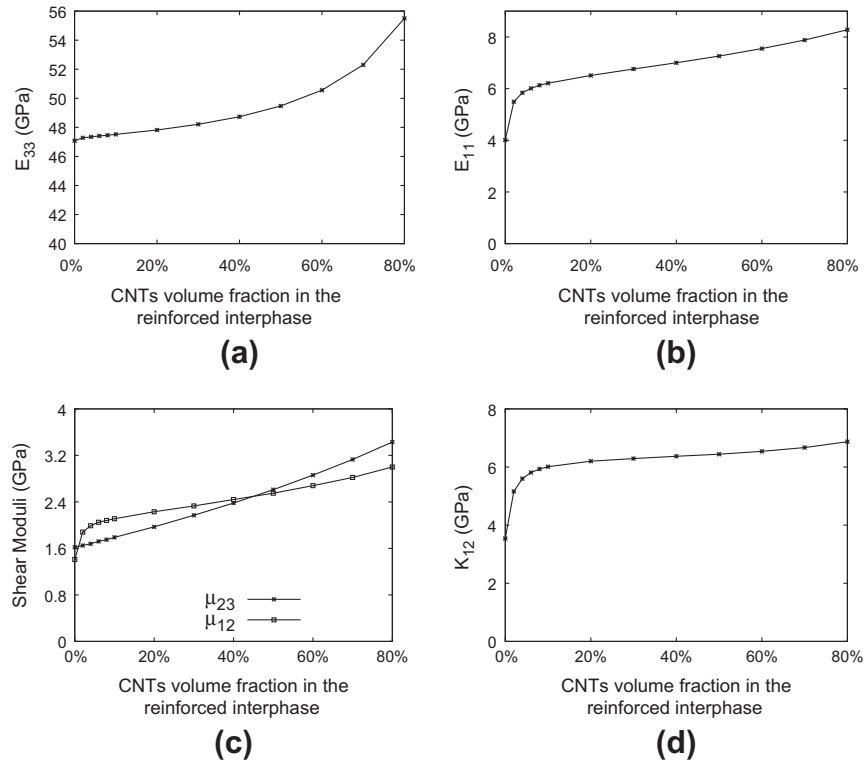 56
54
52
50
48
46
44
42
40
E33 (GPa)
0% 20% 40% 60% 80%
CNTs volume fraction in the
reinforced interphase
(a)
8
6
4
2
0
E11 (GPa)
0% 20% 40% 60% 80%
CNTs volume fraction in the
reinforced interphase
(b)
4
3.2
2.4
1.6
0.8
0
Shear Moduli (GPa)
μ23
μ12
0% 20% 40% 60% 80%
CNTs volume fraction in the
reinforced interphase
(c)
8
6
4
2
0
K12 (GPa)
0% 20% 40% 60% 80%
CNTs volume fraction in the
reinforced interphase
(d)